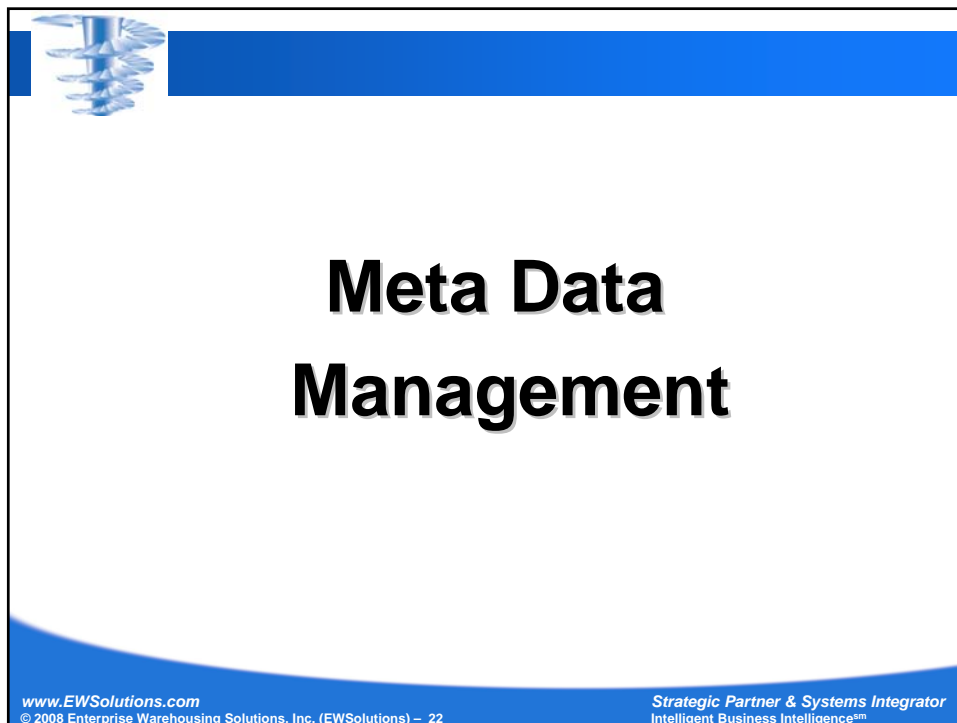 Meta Data
Management
www.EWSolutions.com
Strategic Partner & Systems Integrator
© 2008 Enterprise Warehousing Solutions, Inc. (EWSolutions) – 22
Intelligent Business Intelligence℠